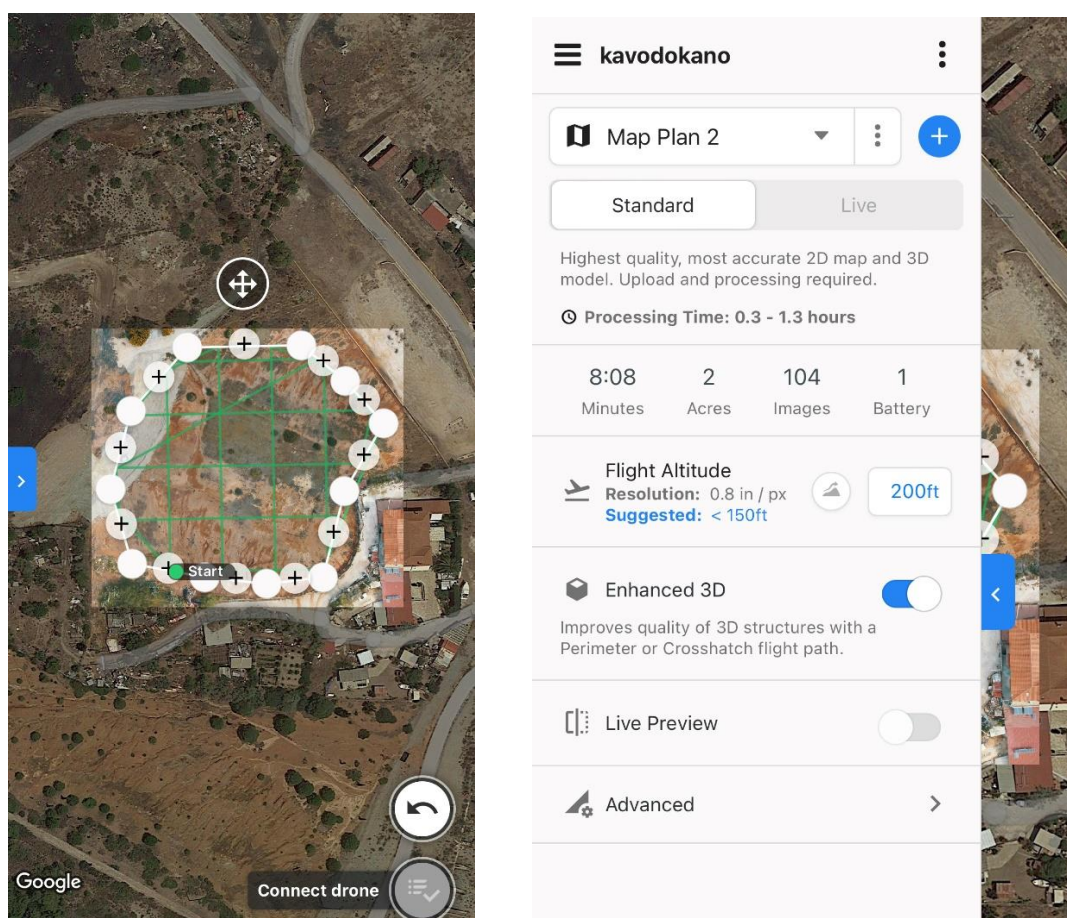 Start
Google
Connect drone
kavodokano
Map Plan 2
Standard
Live
Highest quality, most accurate 2D map and 3D
model. Upload and processing required.
Processing Time: 0.3 - 1.3 hours
8:08 2 104 1
Minutes Acres Images Battery
Flight Altitude
Resolution: 0.8 in / px
Suggested: < 150ft
200ft
Enhanced 3D
Improves quality of 3D structures with a
Perimeter or Crosshatch flight path.
Live Preview
Advanced